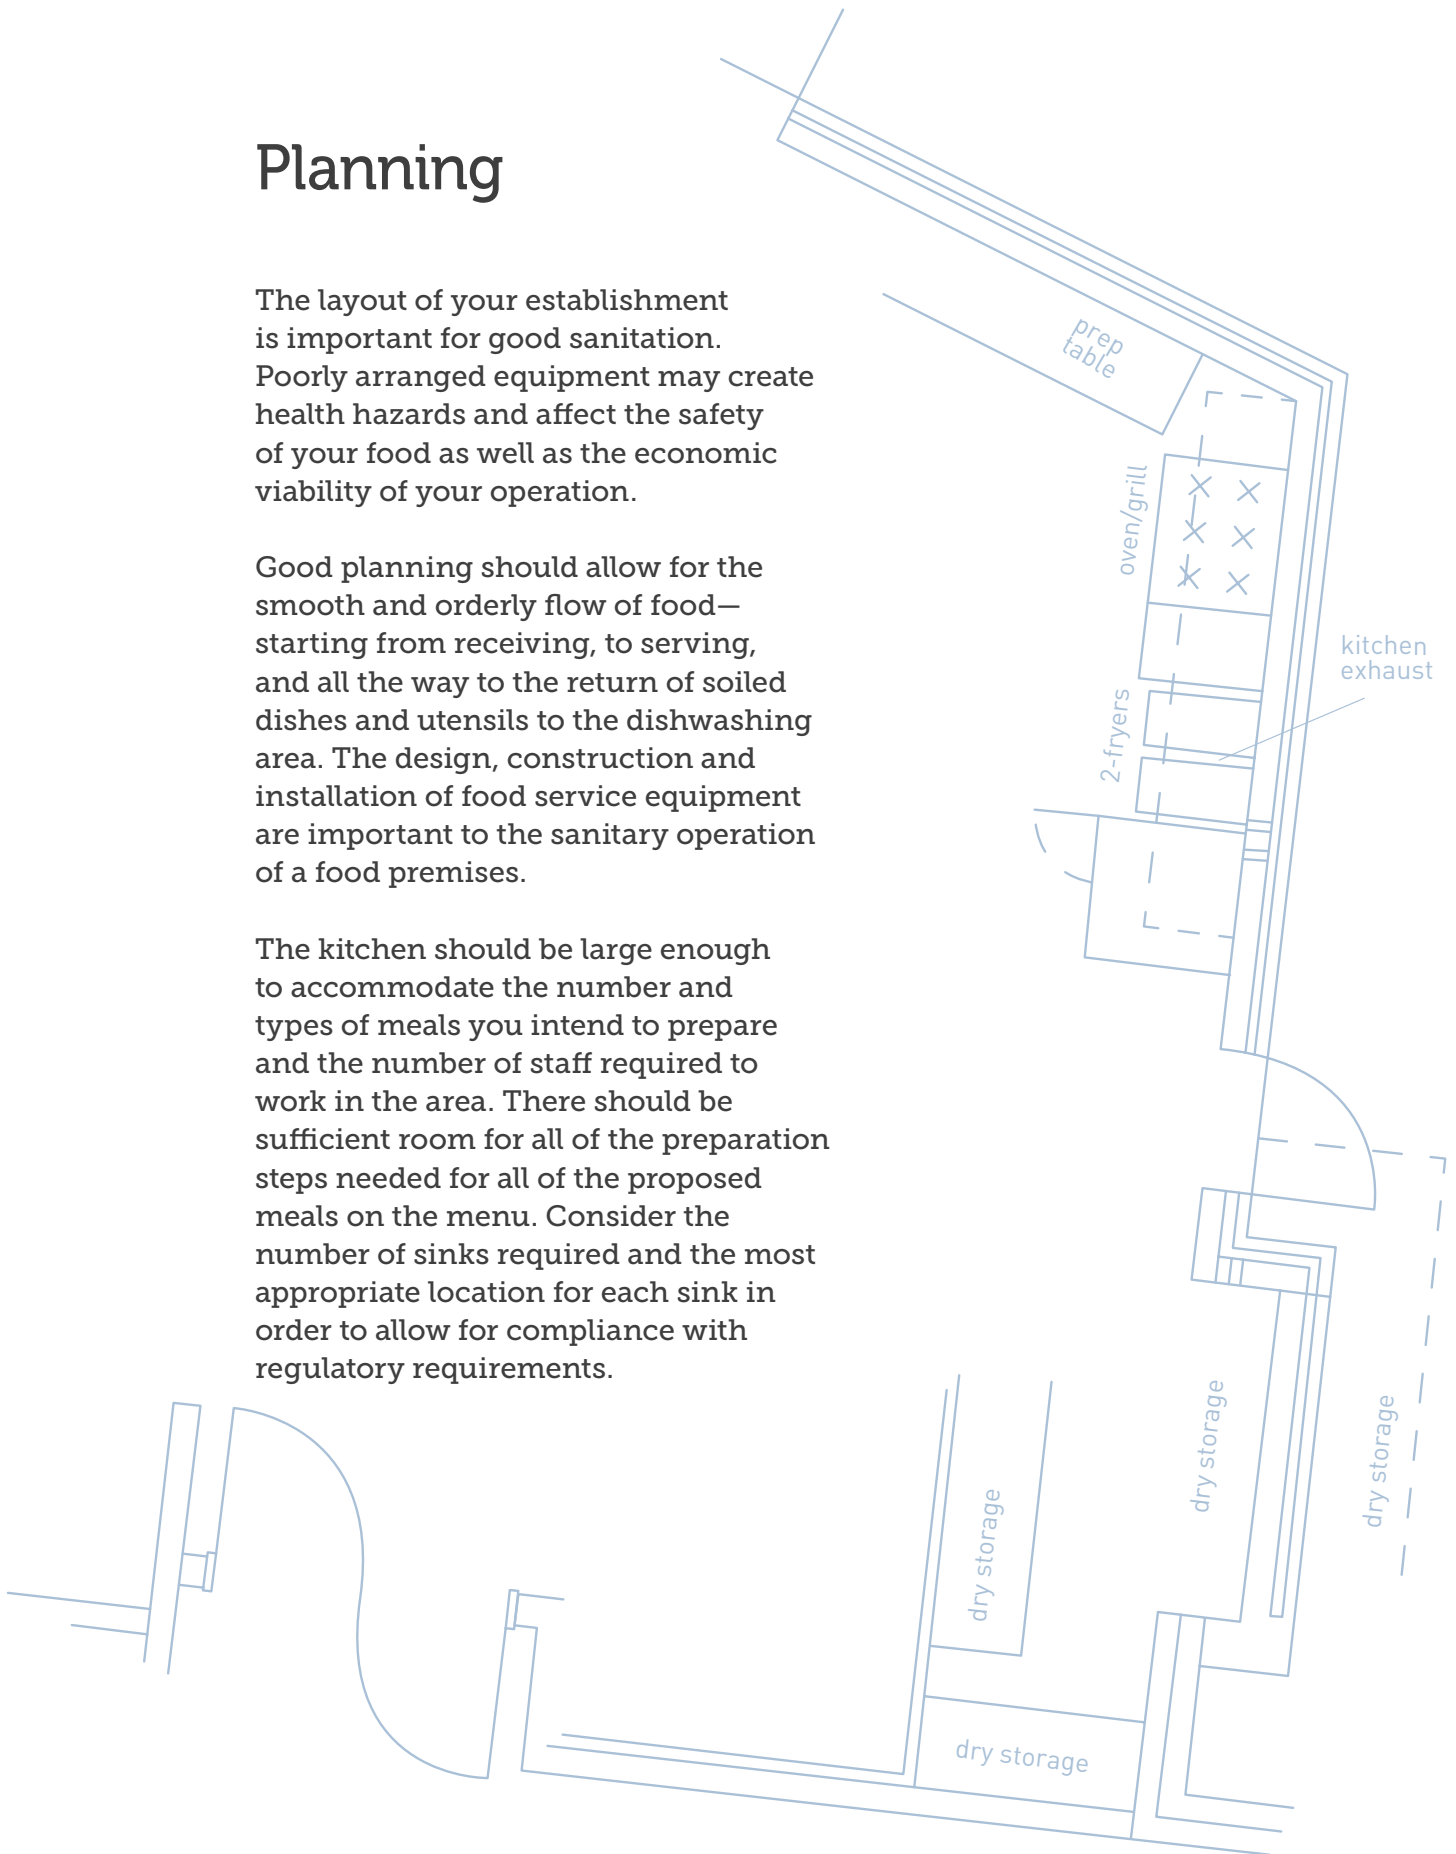 Planning
The layout of your establishment
is important for good sanitation.
Poorly arranged equipment may create
health hazards and affect the safety
of your food as well as the economic
viability of your operation.
Good planning should allow for the
smooth and orderly flow of food—
starting from receiving, to serving,
and all the way to the return of soiled
dishes and utensils to the dishwashing
area. The design, construction and
installation of food service equipment
are important to the sanitary operation
of a food premises.
The kitchen should be large enough
to accommodate the number and
types of meals you intend to prepare
and the number of staff required to
work in the area. There should be
sufficient room for all of the preparation
steps needed for all of the proposed
meals on the menu. Consider the
number of sinks required and the most
appropriate location for each sink in
order to allow for compliance with
regulatory requirements.
prep
table
oven/grill
kitchen
exhaust
2-fryers
dry storage
dry storage
dry storage
dry storage